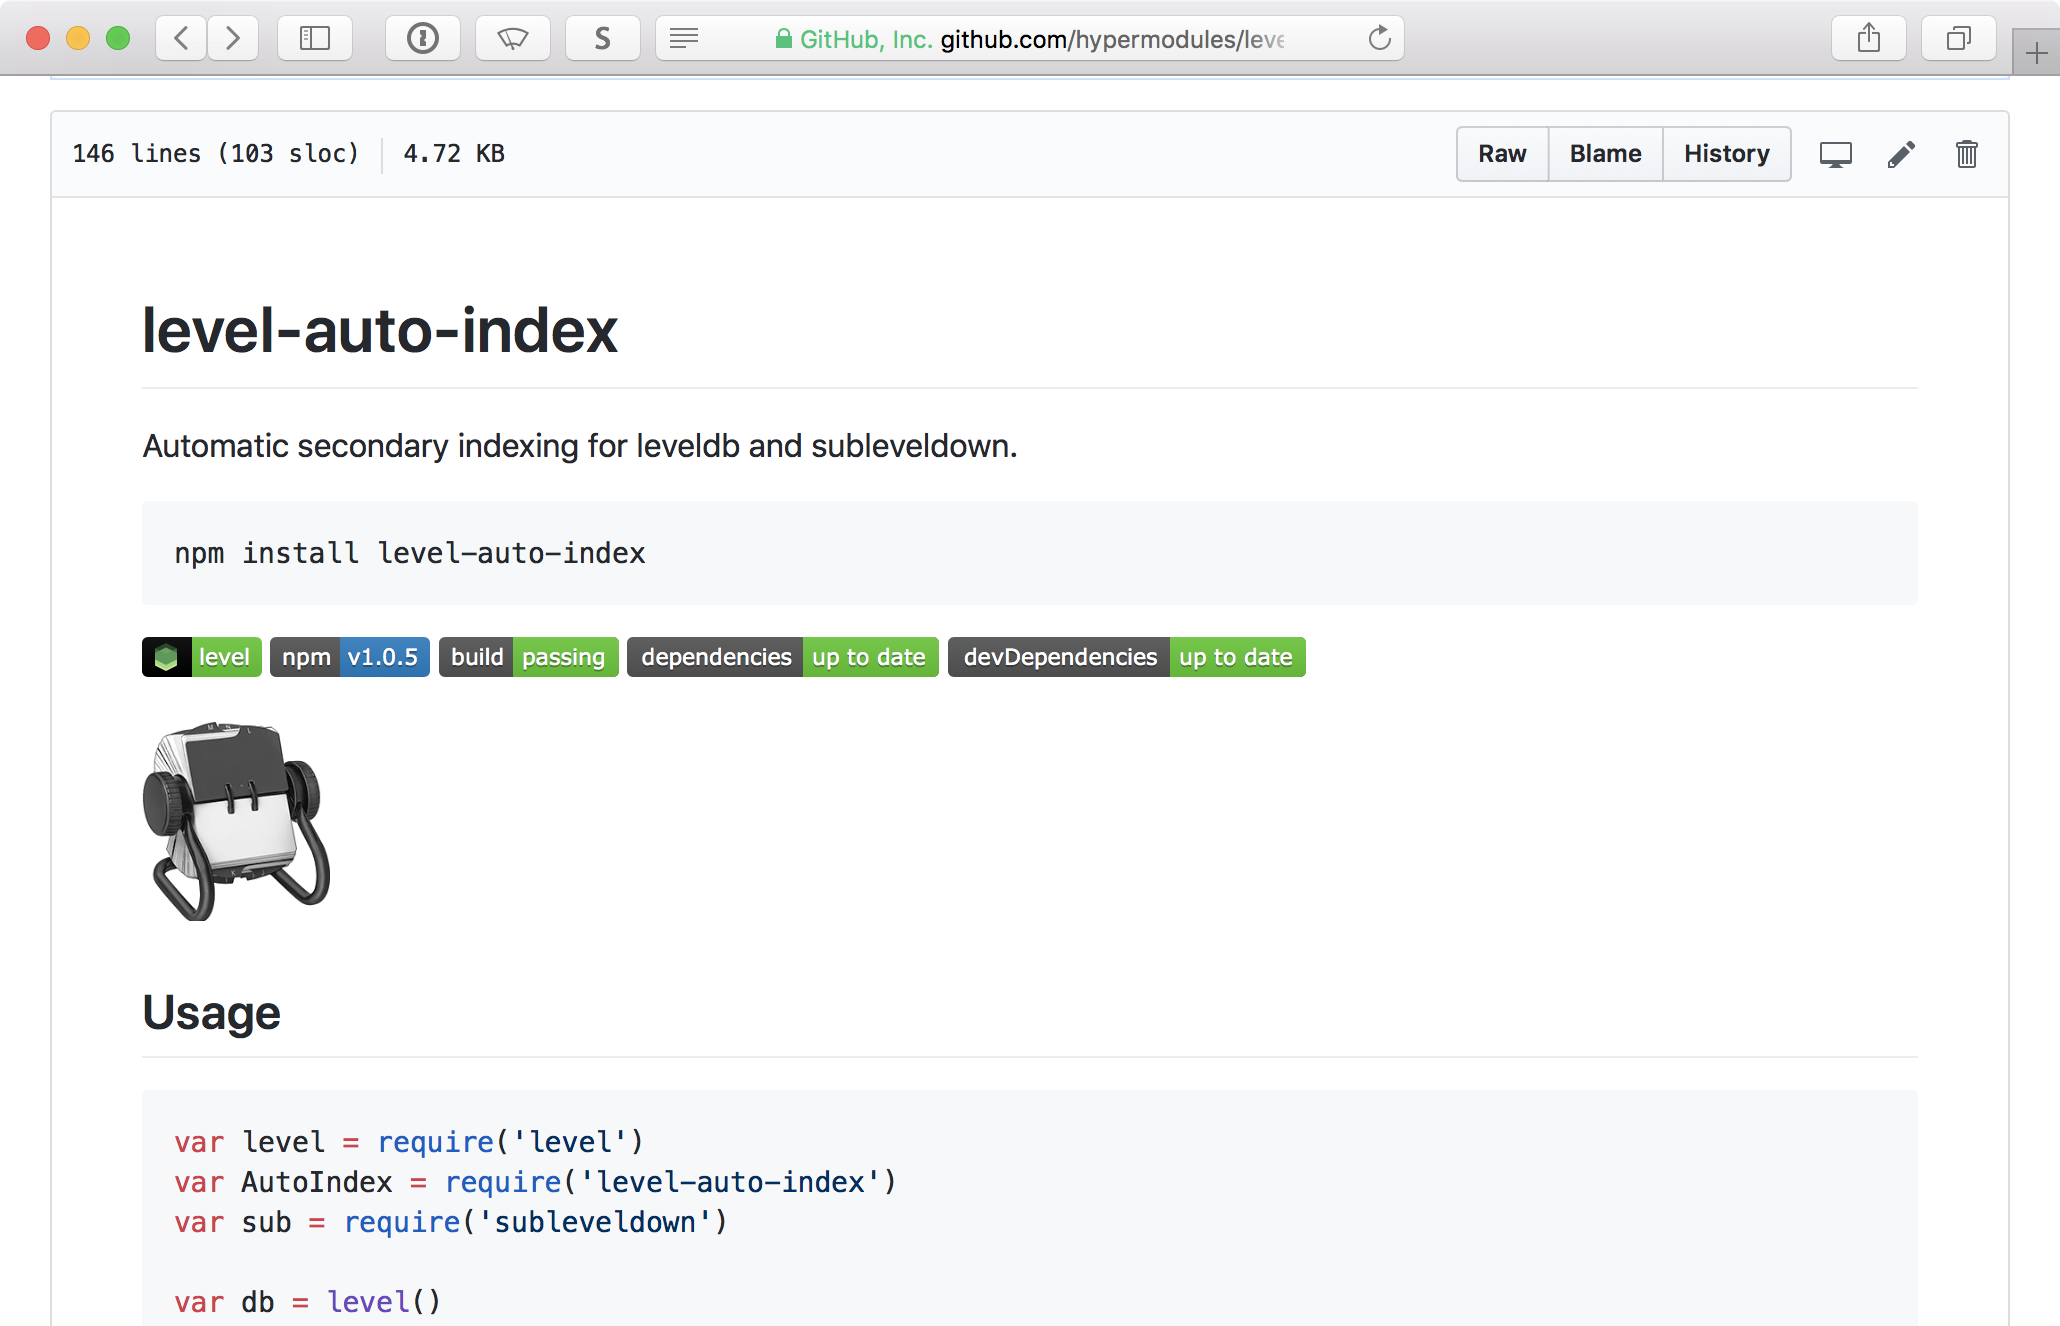 GitHub, Inc. github.com/hypermodules/leve
146 lines (103 sloc) 4.72 KB
Raw Blame History
level-auto-index
Automatic secondary indexing for leveldb and subleveldown.
npm install level-auto-index
level npm v1.0.5 build passing dependencies up to date devDependencies up to date
Usage
var level = require('level')
var AutoIndex = require('level-auto-index')
var sub = require('subleveldown')
var db = level()